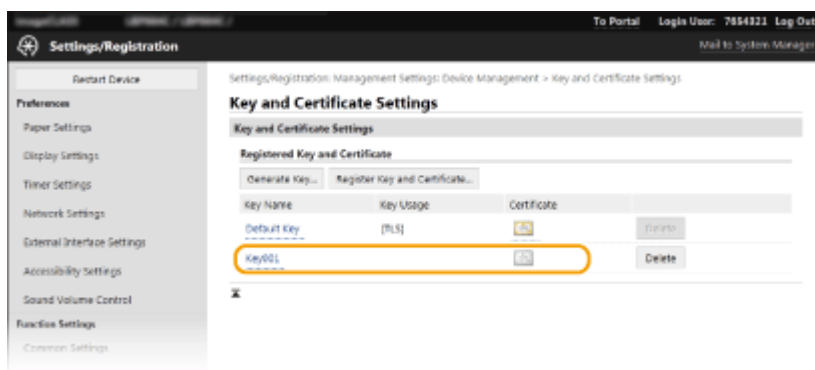 To Portal Login User: 7654321 Log Out
Settings/Registration
Mail to System Manager
Restart Device
Settings/Registration: Management Settings: Device Management > Key and Certificate Settings
Preferences
Key and Certificate Settings
Paper Settings
Key and Certificate Settings
Display Settings
Registered Key and Certificate
Generate Key... Register Key and Certificate...
Timer Settings
Key Name Key Usage Certificate
Network Settings
Default Key [TLS] Delete
External Interface Settings
Key001 Delete
Accessibility Settings
Sound Volume Control
Function Settings
Common Settings